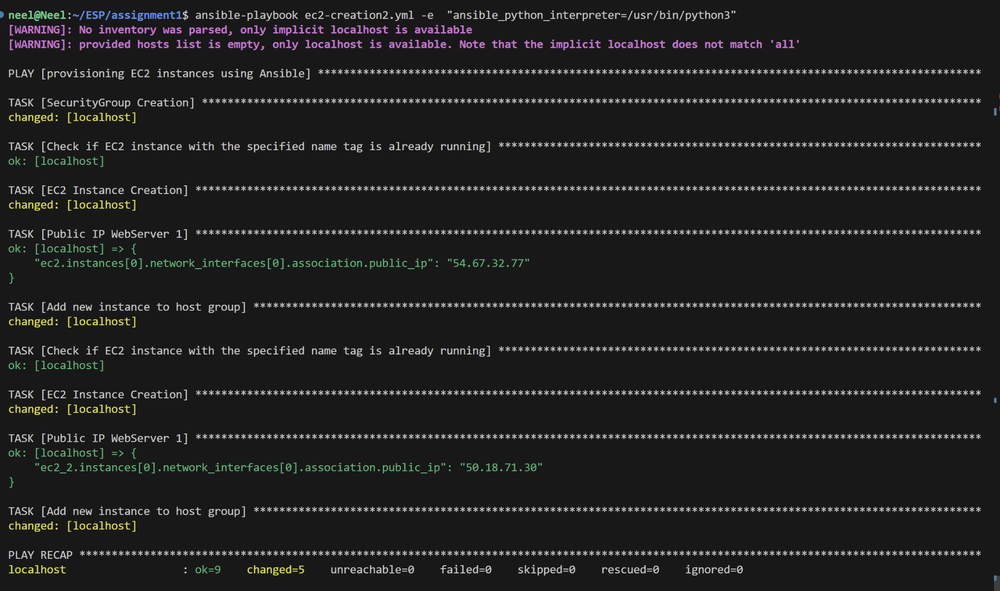 neel@Neel:~/ESP/assignment1$ ansible-playbook ec2-creation2.yml -e  "ansible_python_interpreter=/usr/bin/python3"
[WARNING]: No inventory was parsed, only implicit localhost is available
[WARNING]: provided hosts list is empty, only localhost is available. Note that the implicit localhost does not match 'all'
PLAY [provisioning EC2 instances using Ansible] *******************************************************************************************************
TASK [SecurityGroup Creation] *************************************************************************************************************************
changed: [localhost]
TASK [Check if EC2 instance with the specified name tag is already running] ***************************************************************************
ok: [localhost]
TASK [EC2 Instance Creation] **************************************************************************************************************************
changed: [localhost]
TASK [Public IP WebServer 1] **************************************************************************************************************************
ok: [localhost] => {
    "ec2.instances[0].network_interfaces[0].association.public_ip": "54.67.32.77"
}
TASK [Add new instance to host group] *****************************************************************************************************************
changed: [localhost]
TASK [Check if EC2 instance with the specified name tag is already running] ***************************************************************************
ok: [localhost]
TASK [EC2 Instance Creation] **************************************************************************************************************************
changed: [localhost]
TASK [Public IP WebServer 1] **************************************************************************************************************************
ok: [localhost] => {
    "ec2_2.instances[0].network_interfaces[0].association.public_ip": "50.18.71.30"
}
TASK [Add new instance to host group] *****************************************************************************************************************
changed: [localhost]
PLAY RECAP ********************************************************************************************************************************************
localhost                  : ok=9    changed=5    unreachable=0    failed=0    skipped=0    rescued=0    ignored=0